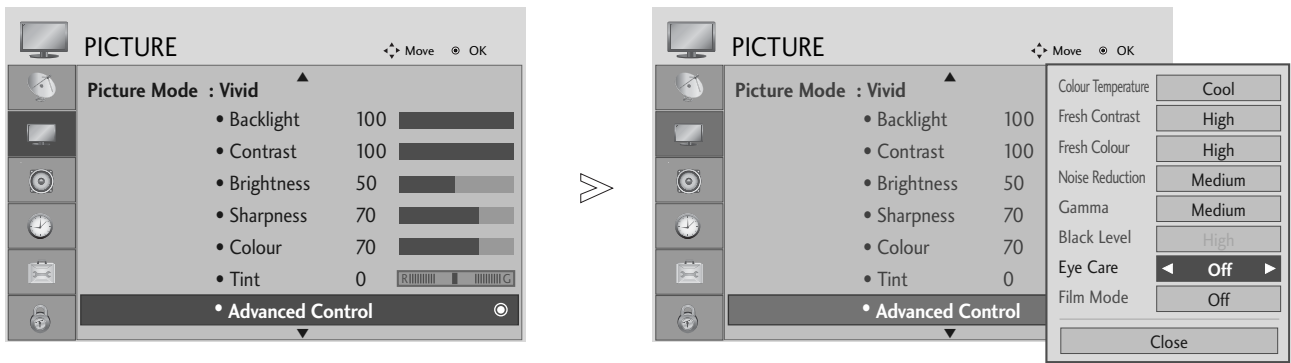 PICTURE
Move OK
Picture Mode : Vivid
• Backlight 100
• Contrast 100
• Brightness 50
• Sharpness 70
• Colour 70
• Tint 0 R G
• Advanced Control
PICTURE
Move OK
Picture Mode : Vivid
• Backlight 100
• Contrast 100
• Brightness 50
• Sharpness 70
• Colour 70
• Tint 0
• Advanced Control
Colour Temperature Cool
Fresh Contrast High
Fresh Colour High
Noise Reduction Medium
Gamma Medium
Black Level High
Eye Care Off
Film Mode Off
Close